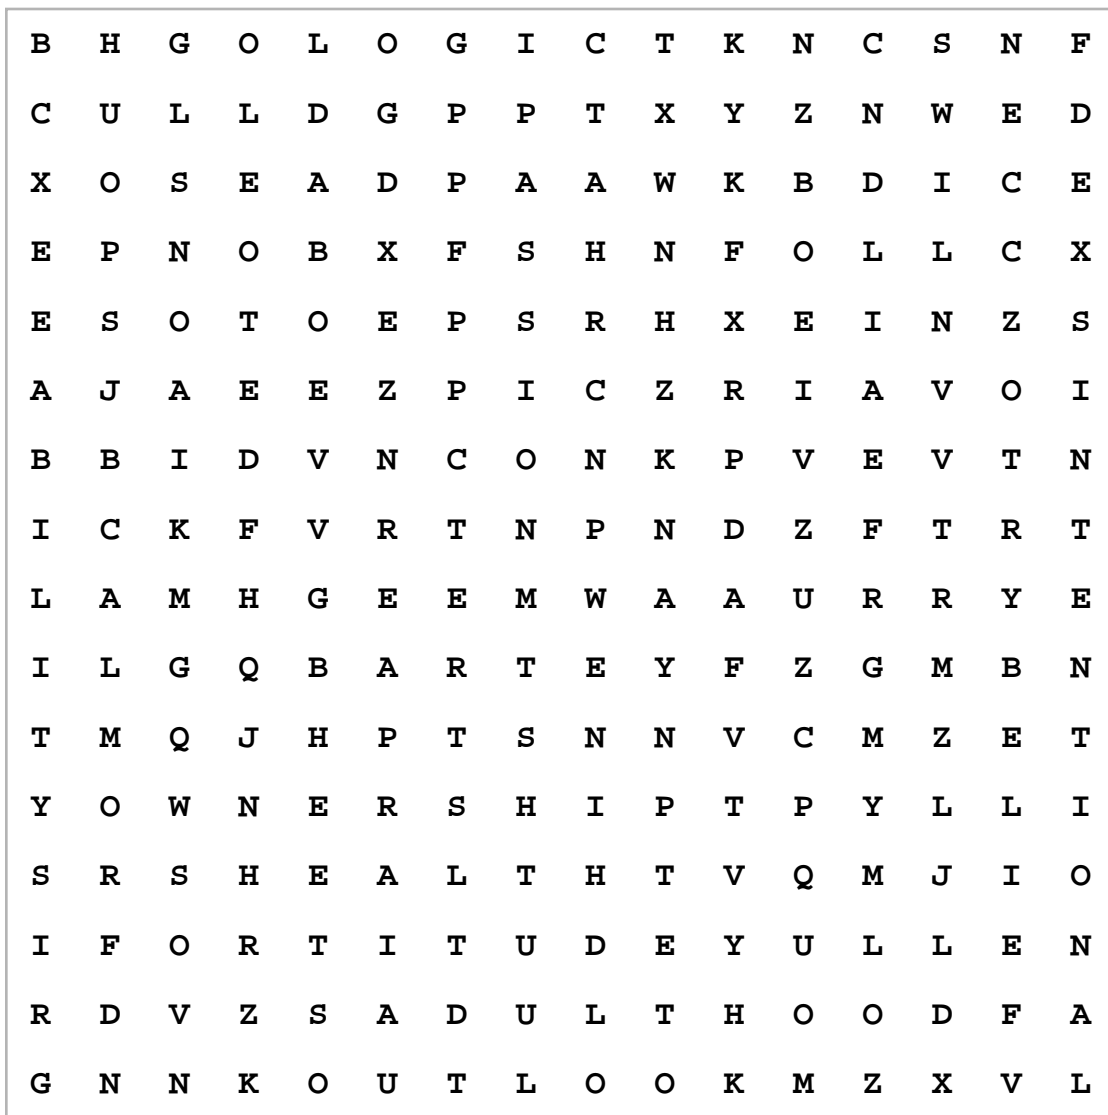 B H G O L O G I C T K N C S N F
C U L L D G P P T X Y Z N W E D
X O S E A D P A A W K B D I C E
E P N O B X F S H N F O L L C X
E S O T O E P S R H X E I N Z S
A J A E E Z P I C Z R I A V O I
B B I D V N C O N K P V E V T N
I C K F V R T N P N D Z F T R T
L A M H G E E M W A A U R R Y E
I L G Q B A R T E Y F Z G M B N
T M Q J H P T S N N V C M Z E T
Y O W N E R S H I P T P Y L L I
S R S H E A L T H T V Q M J I O
I F O R T I T U D E Y U L L E N
R D V Z S A D U L T H O O D F A
G N N K O U T L O O K M Z X V L